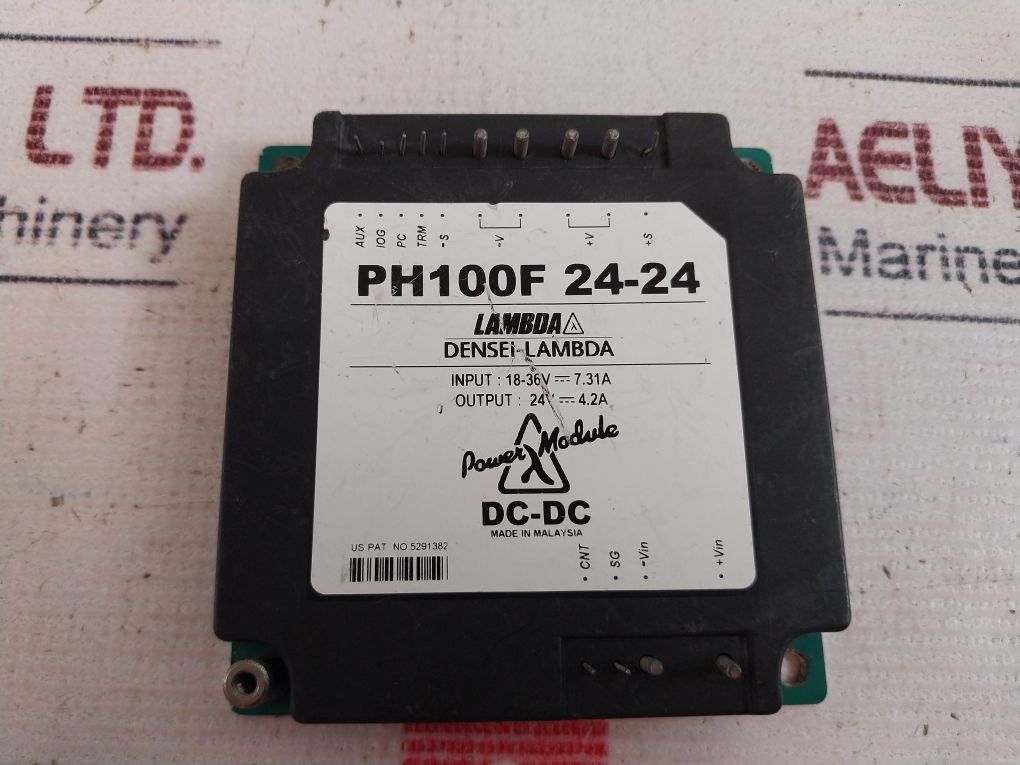 LTD.
hinery
AELIY
Marine
AUX IOG PC TRM -S -V +V +S
PH100F 24-24
LAMBDA λ
DENSEI-LAMBDA
INPUT : 18-36V ⎓ 7.31A
OUTPUT : 24V ⎓ 4.2A
Power λ Module
DC-DC
MADE IN MALAYSIA
US PAT NO 5291382
CNT SG -Vin +Vin